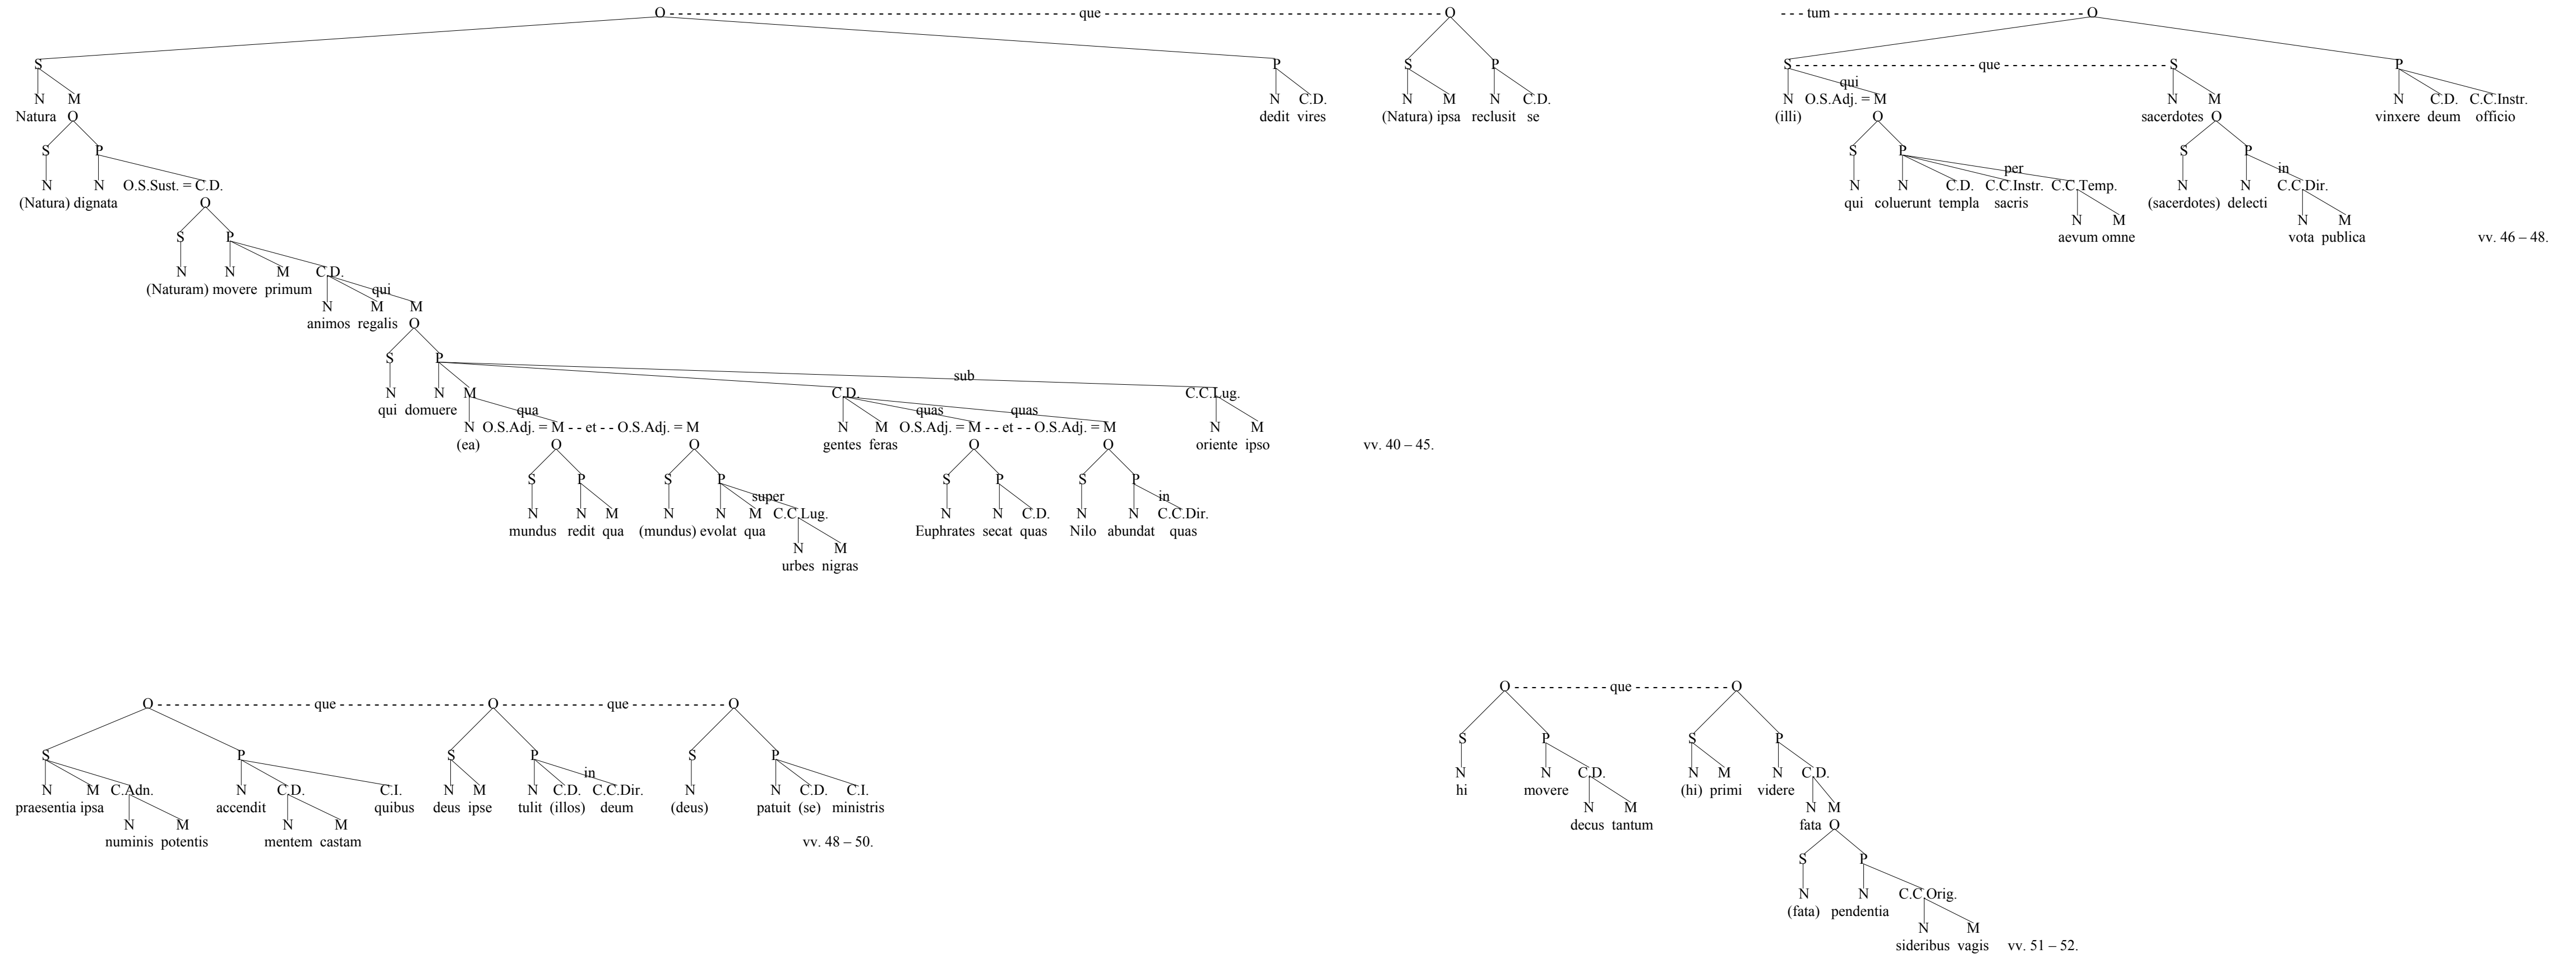 O - - - que - - - O
- - - tum - - - O
S P S P
S - - - que - - - S P
N M N C.D. N M N C.D.
qui
N O.S.Adj. = M N M N C.D. C.C.Instr.
Natura O dedit vires (Natura) ipsa reclusit se
(illi) O sacerdotes O vinxere deum officio
S P
S P per S P in
N N O.S.Sust. = C.D.
N N C.D. C.C.Instr. C.C.Temp. N N C.C.Dir.
(Natura) dignata O
qui coluerunt templa sacris (sacerdotes) delecti
N M N M
S P
aevum omne vota publica vv. 46 – 48.
N N M C.D.
(Naturam) movere primum
qui
N M M
animos regalis O
S P
sub
N N M C.D. C.C.Lug.
qui domuere
qua quas quas
N O.S.Adj. = M - - et - - O.S.Adj. = M N M O.S.Adj. = M - - et - - O.S.Adj. = M N M
(ea) O O gentes feras O O oriente ipso vv. 40 – 45.
S P S P S P S P
super in
N N M N N M C.C.Lug. N N C.D. N N C.C.Dir.
mundus redit qua (mundus) evolat qua Euphrates secat quas Nilo abundat quas
N M
urbes nigras
O - - - que - - - O - - - que - - - O
S P S P S P
in
N M C.Adn. N C.D. C.I. N M N C.D. C.C.Dir. N N C.D. C.I.
praesentia ipsa accendit quibus deus ipse tulit (illos) deum (deus) patuit (se) ministris
N M N M
numinis potentis mentem castam vv. 48 – 50.
O - - - que - - - O
S P S P
N N C.D. N M N C.D.
hi movere (hi) primi videre
N M N M
decus tantum fata O
S P
N N C.C.Orig.
(fata) pendentia
N M
sideribus vagis vv. 51 – 52.